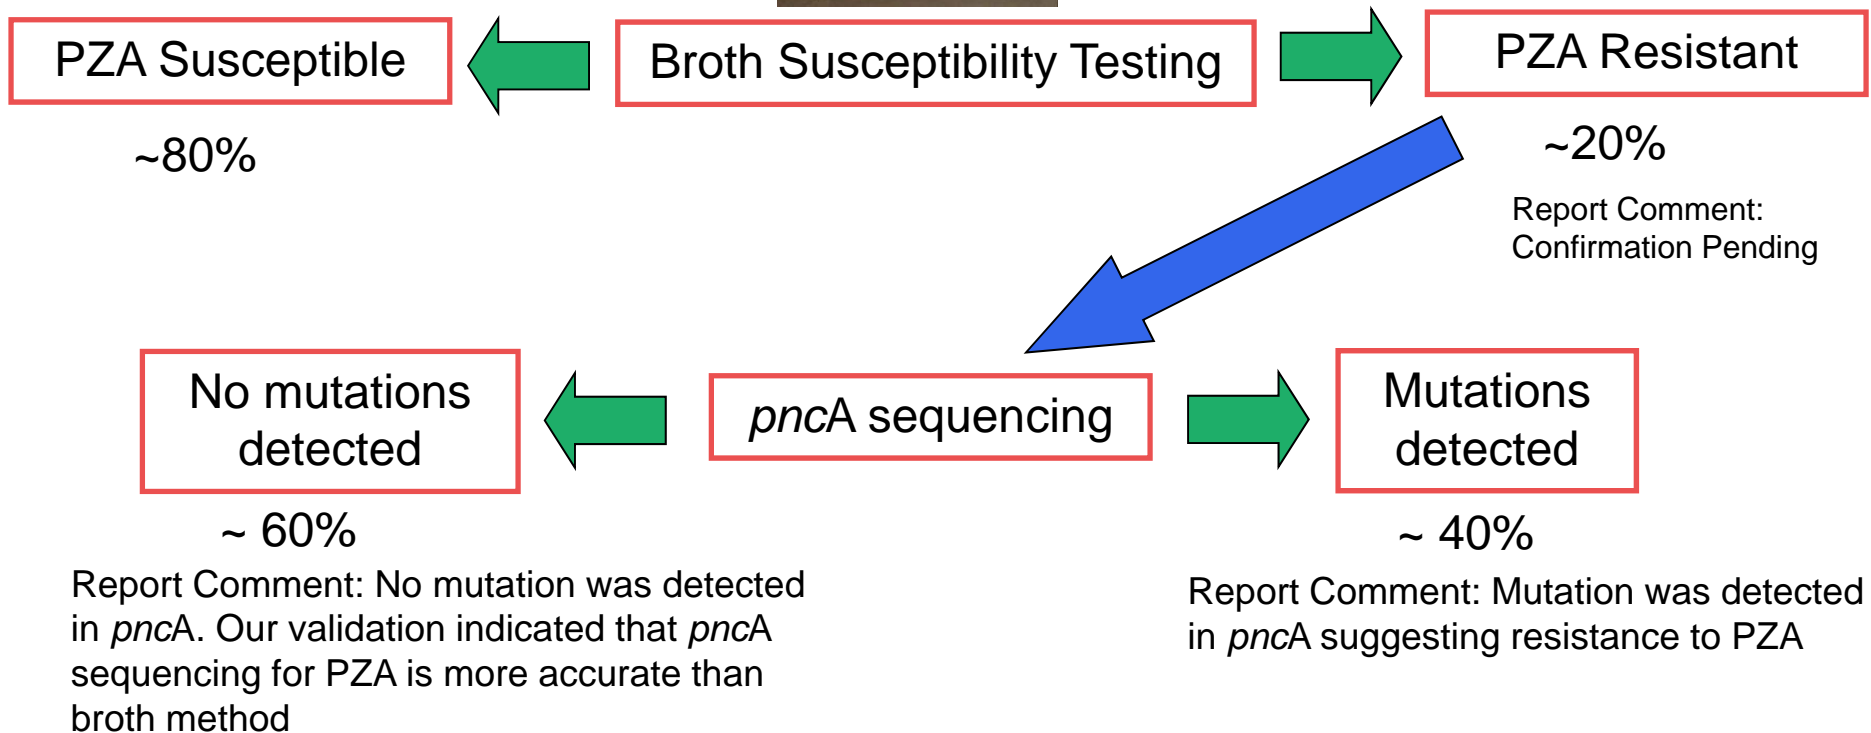 PZA Susceptible
Broth Susceptibility Testing
PZA Resistant
~80%
~20%
Report Comment:
Confirmation Pending
No mutations
detected
pncA sequencing
Mutations
detected
~ 60%
~ 40%
Report Comment: No mutation was detected
in pncA. Our validation indicated that pncA
sequencing for PZA is more accurate than
broth method
Report Comment: Mutation was detected
in pncA suggesting resistance to PZA